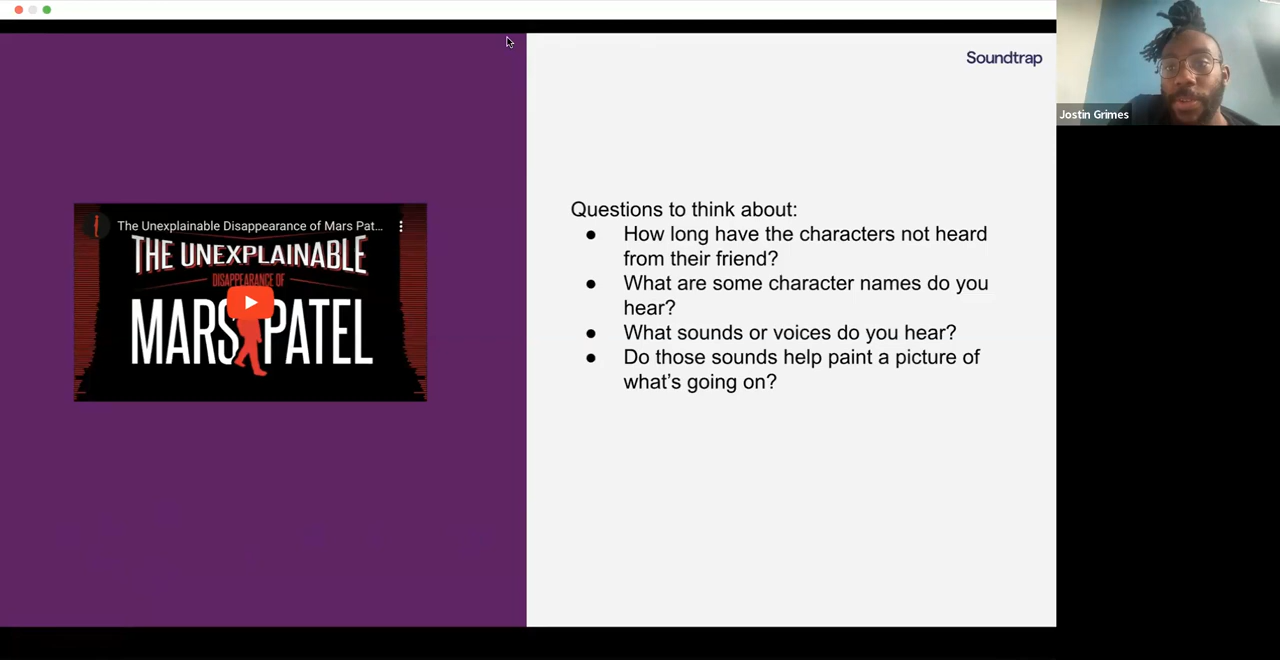 Soundtrap
Jostin Grimes
The Unexplainable Disappearance of Mars Pat...
THE UNEXPLAINABLE
DISAPPEARANCE OF
MARS PATEL
Questions to think about:
● How long have the characters not heard
from their friend?
● What are some character names do you
hear?
● What sounds or voices do you hear?
● Do those sounds help paint a picture of
what's going on?